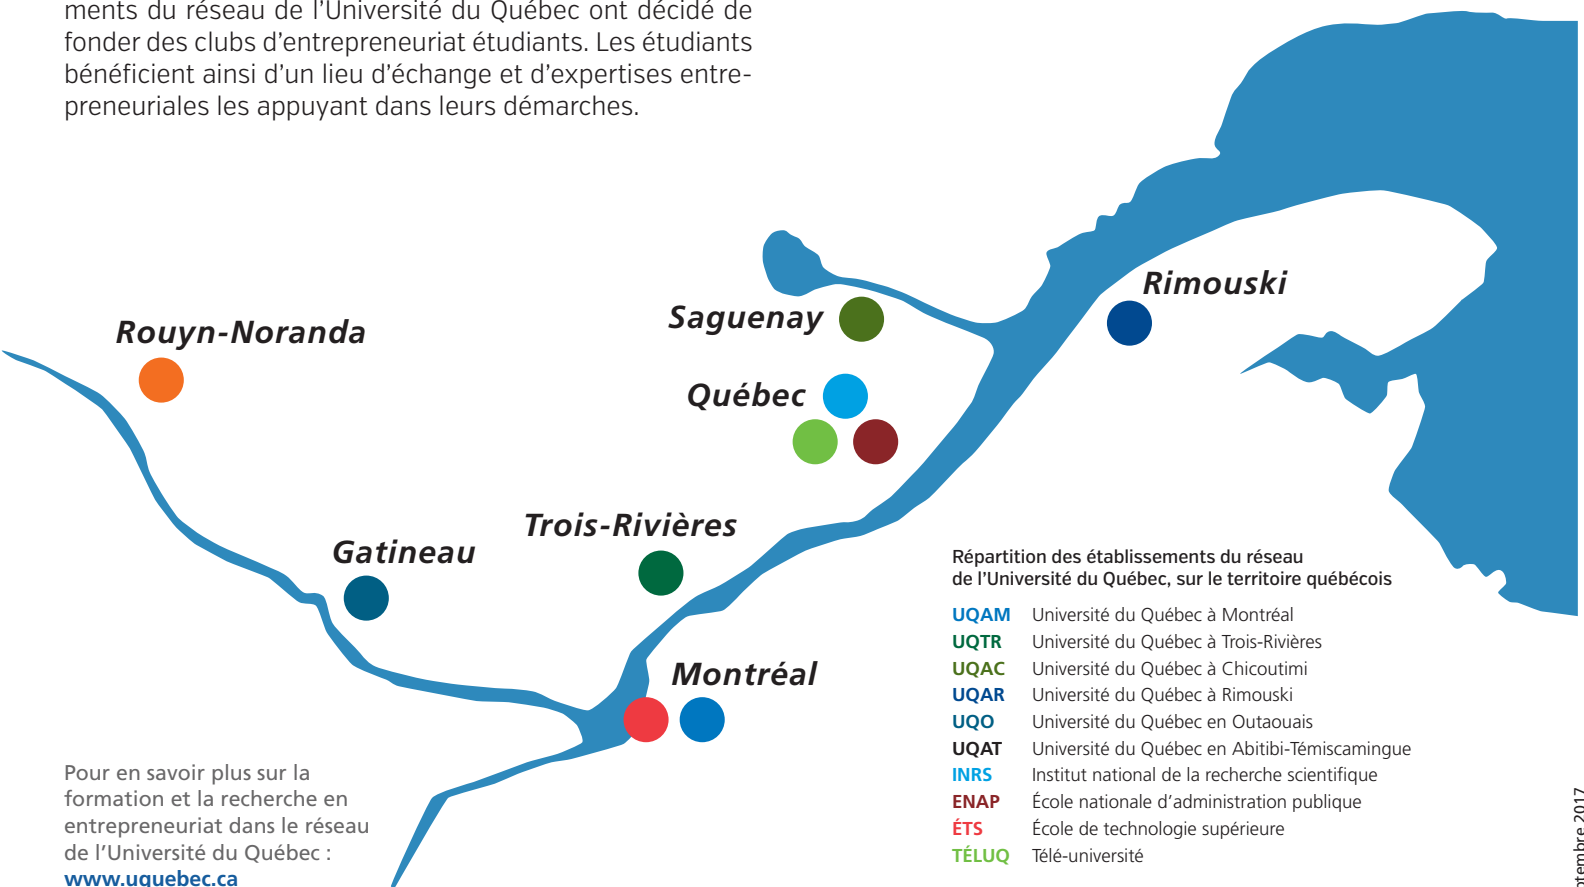 ments du réseau de l’Université du Québec ont décidé de
fonder des clubs d’entrepreneuriat étudiants. Les étudiants
bénéficient ainsi d’un lieu d’échange et d’expertises entre-
preneuriales les appuyant dans leurs démarches.
Rimouski
Saguenay
Rouyn-Noranda
Québec
Trois-Rivières
Gatineau
Montréal
Répartition des établissements du réseau
de l’Université du Québec, sur le territoire québécois
UQAM Université du Québec à Montréal
UQTR Université du Québec à Trois-Rivières
UQAC Université du Québec à Chicoutimi
UQAR Université du Québec à Rimouski
UQO Université du Québec en Outaouais
UQAT Université du Québec en Abitibi-Témiscamingue
INRS Institut national de la recherche scientifique
ENAP École nationale d’administration publique
ÉTS École de technologie supérieure
TÉLUQ Télé-université
Pour en savoir plus sur la
formation et la recherche en
entrepreneuriat dans le réseau
de l’Université du Québec :
www.uquebec.ca
2017